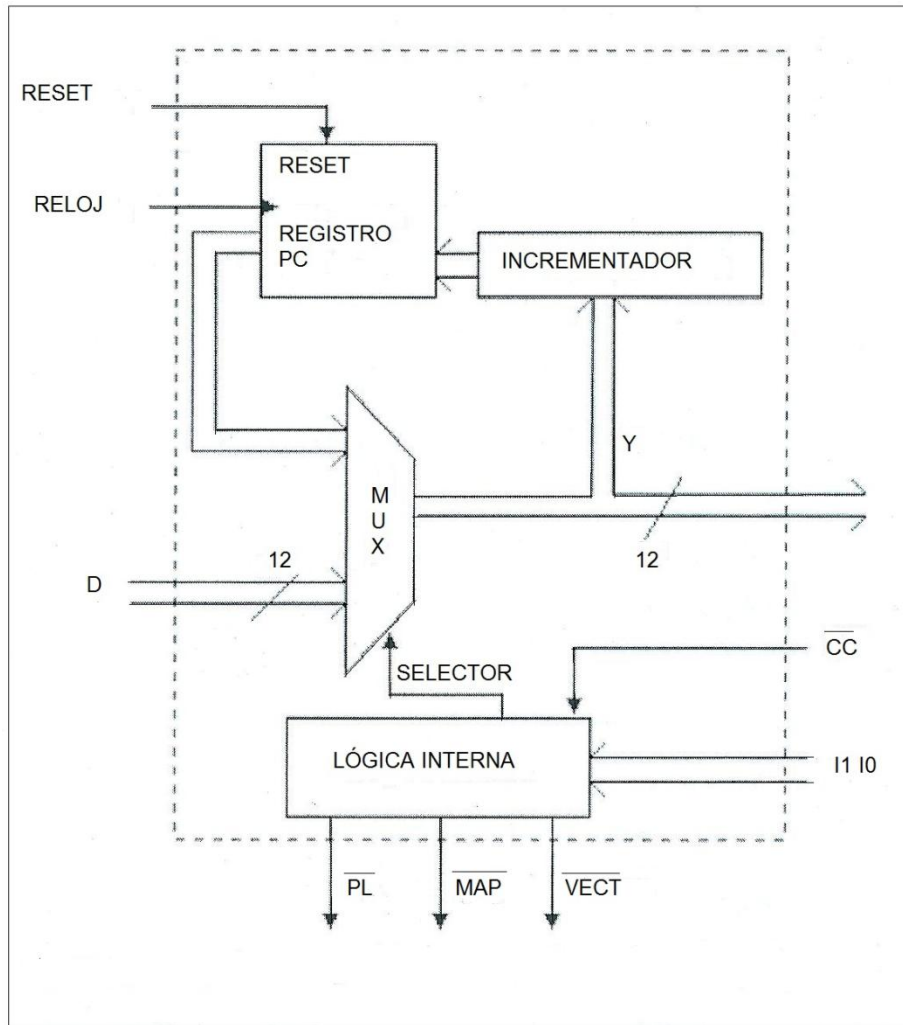 RESET
RESET
RELOJ
REGISTRO
PC
INCREMENTADOR
M
U
X
Y
12
12
D
CC
SELECTOR
LÓGICA INTERNA
I1 I0
PL
MAP
VECT